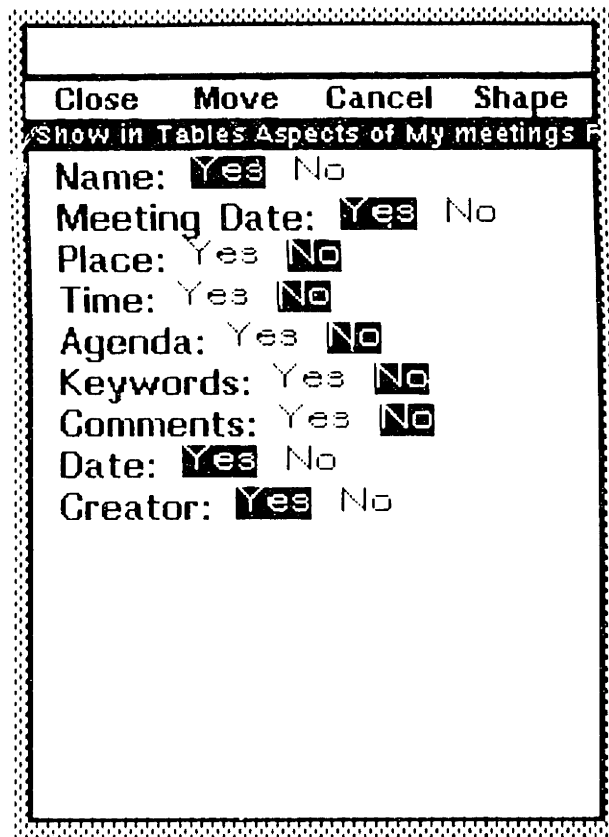 Close Move Cancel Shape
Show in Tables Aspects of My meetings F
Name: Yes No
Meeting Date: Yes No
Place: Yes No
Time: Yes No
Agenda: Yes No
Keywords: Yes No
Comments: Yes No
Date: Yes No
Creator: Yes No